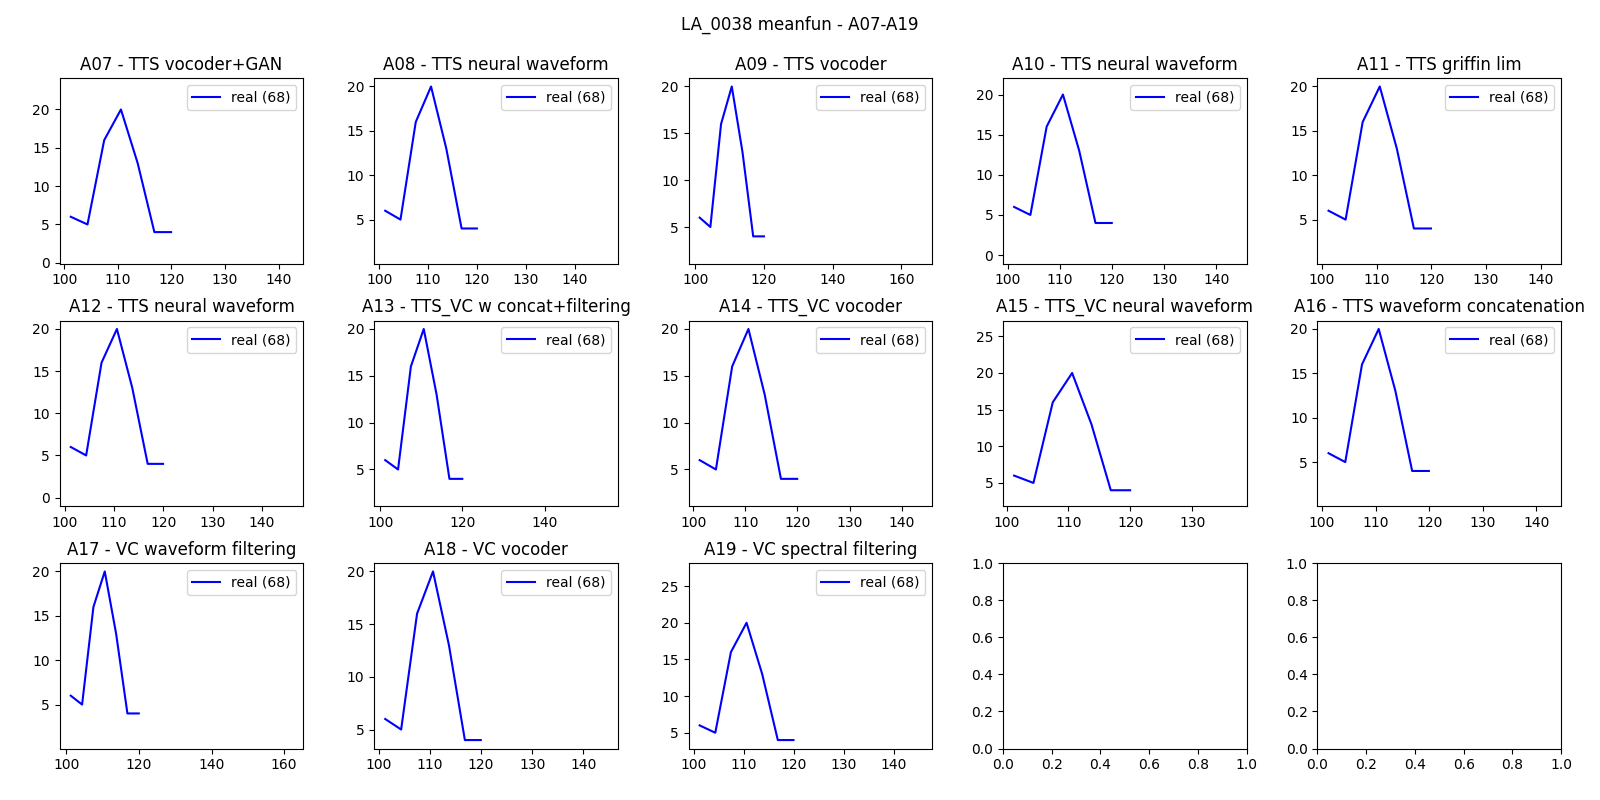 LA_0038 meanfun - A07-A19
A07 - TTS vocoder+GAN
A08 - TTS neural waveform
A09 - TTS vocoder
A10 - TTS neural waveform
A11 - TTS griffin lim
real (68)
real (68)
real (68)
real (68)
real (68)
20
15
10
5
0
100 110 120 130 140
20
15
10
5
100 110 120 130 140
20
15
10
5
100 120 140 160
20
15
10
5
0
100 110 120 130 140
20
15
10
5
100 110 120 130 140
A12 - TTS neural waveform
A13 - TTS_VC w concat+filtering
A14 - TTS_VC vocoder
A15 - TTS_VC neural waveform
A16 - TTS waveform concatenation
real (68)
real (68)
real (68)
real (68)
real (68)
20
15
10
5
0
100 110 120 130 140
20
15
10
5
100 120 140
20
15
10
5
100 110 120 130 140
25
20
15
10
5
100 110 120 130
20
15
10
5
100 110 120 130 140
A17 - VC waveform filtering
A18 - VC vocoder
A19 - VC spectral filtering
real (68)
real (68)
real (68)
20
15
10
5
100 120 140 160
20
15
10
5
100 110 120 130 140
25
20
15
10
5
100 110 120 130 140
1.0
0.8
0.6
0.4
0.2
0.0
0.0 0.2 0.4 0.6 0.8 1.0
1.0
0.8
0.6
0.4
0.2
0.0
0.0 0.2 0.4 0.6 0.8 1.0